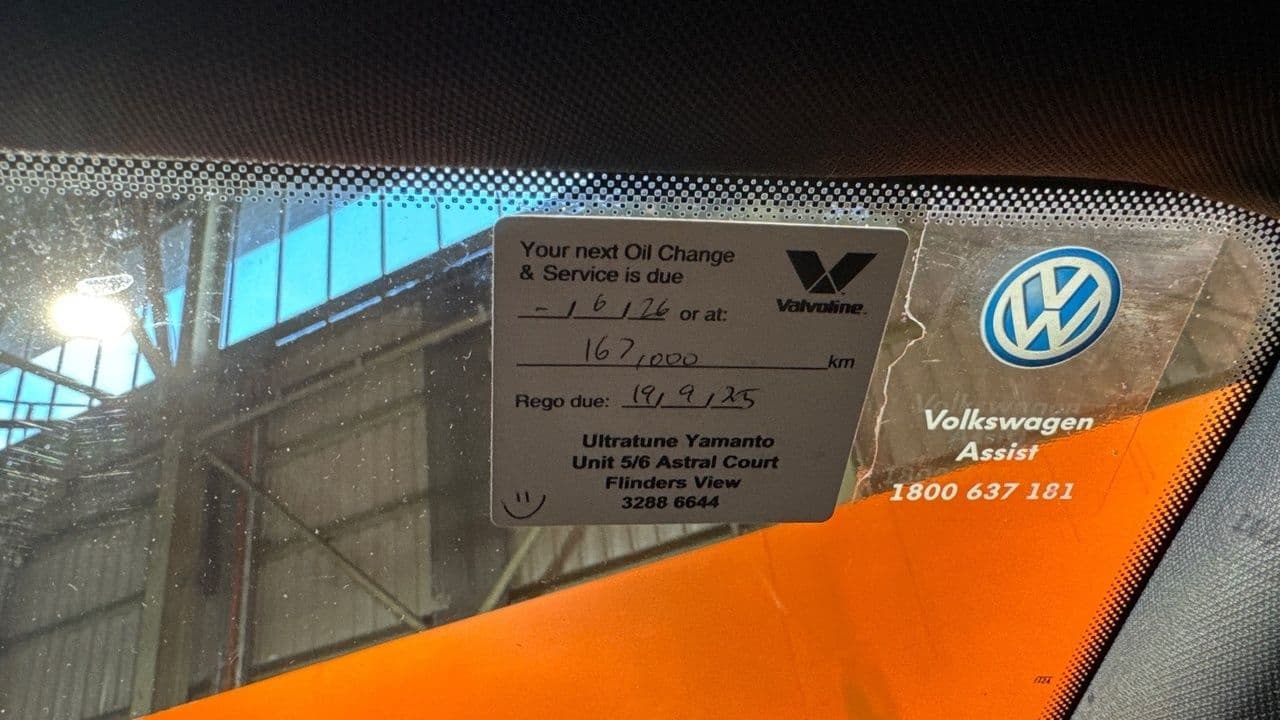 Your next Oil Change
& Service is due
- / 6 / 26 or at:
Valvoline
167,000 km
Rego due: 19/9/25
Ultratune Yamanto
Unit 5/6 Astral Court
Flinders View
3288 6644
Volkswagen
Assist
1800 637 181